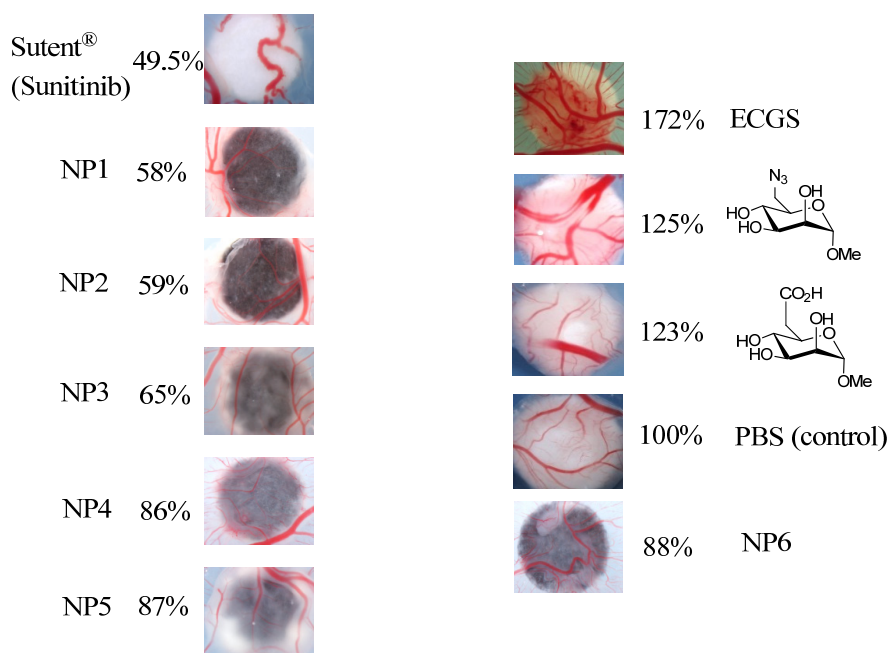 Sutent®
(Sunitinib)
49.5%
NP1 58%
NP2 59%
NP3 65%
NP4 86%
NP5 87%
172% ECGS
125%
N3
OH
HO
O
HO
OMe
123%
CO2H
OH
HO
O
HO
OMe
100% PBS (control)
88% NP6